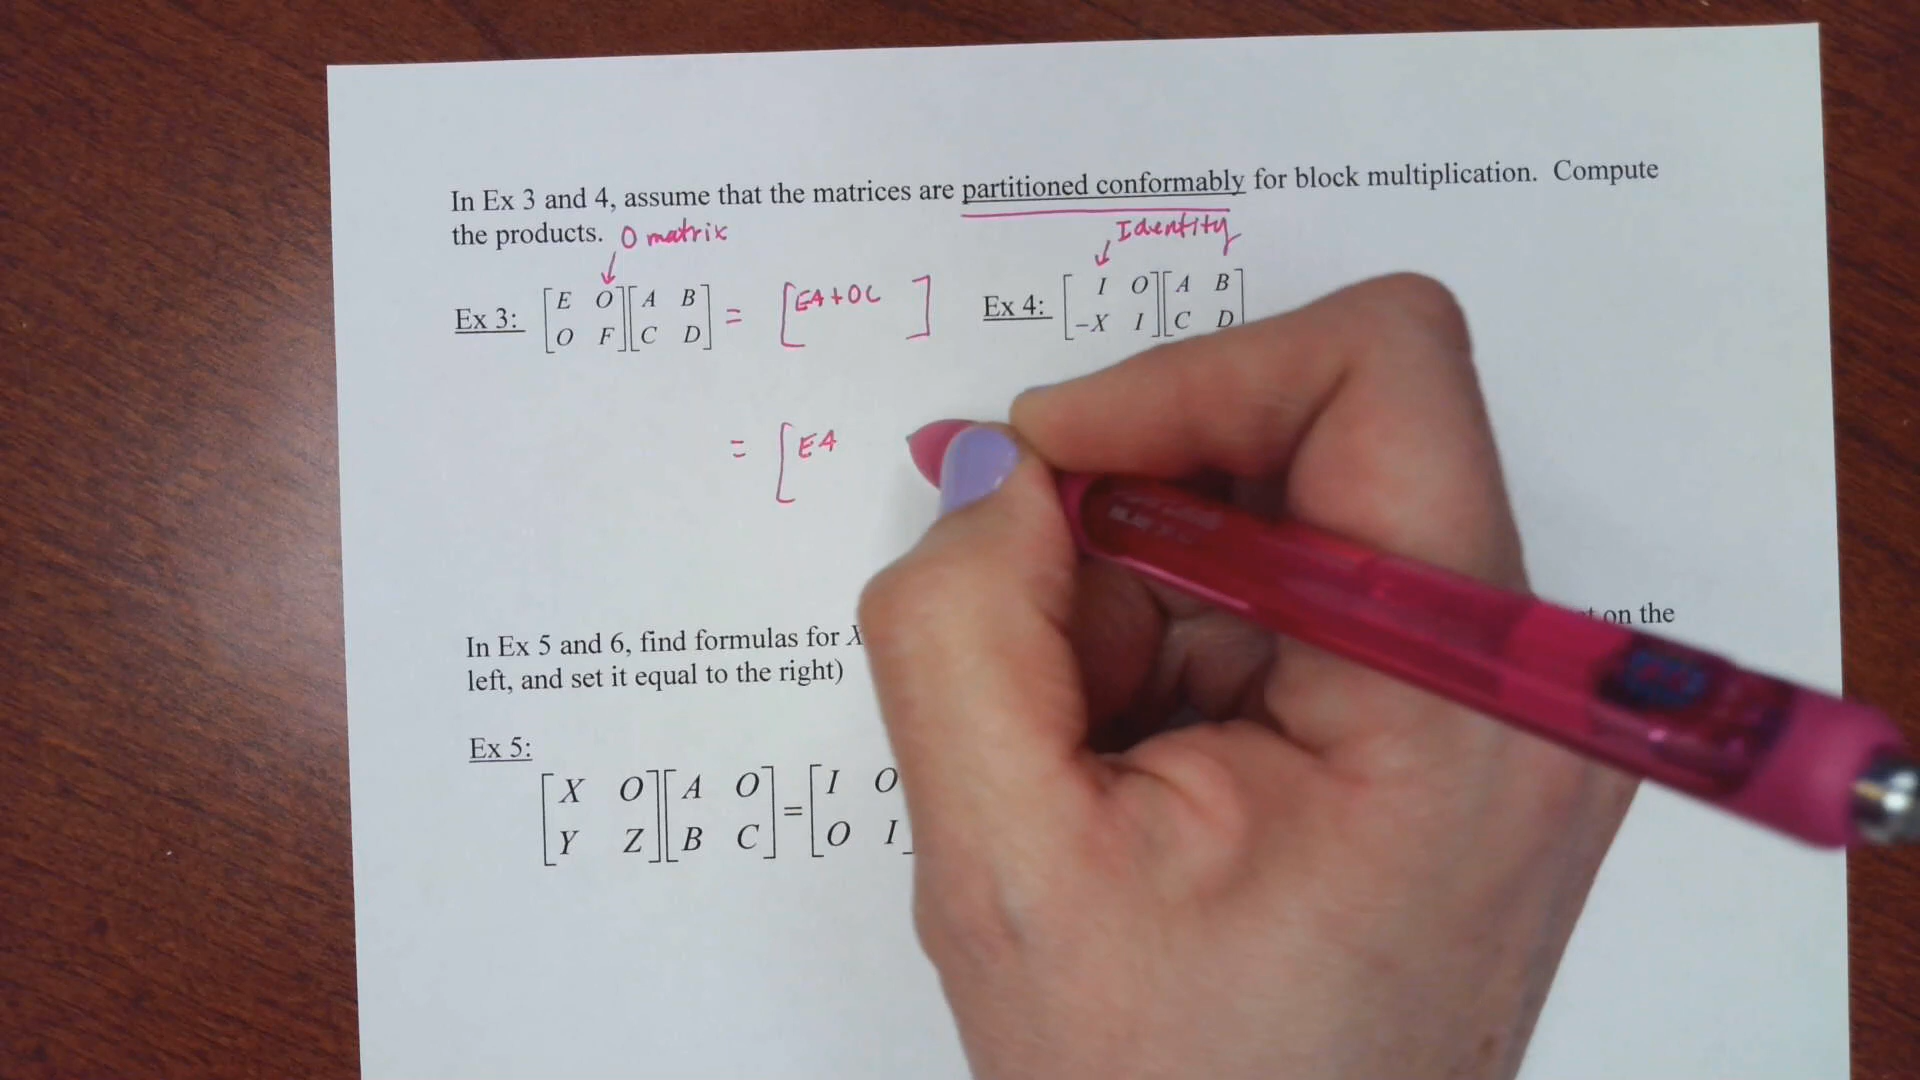 In Ex 3 and 4, assume that the matrices are partitioned conformably for block multiplication. Compute
the products. O matrix
Identity
Ex 3: [E O; O F][A B; C D] = [EA+OC ]
Ex 4: [I O; -X I][A B; C D]
= [EA
In Ex 5 and 6, find formulas for X
on the
left, and set it equal to the right)
Ex 5:
[X O; Y Z][A O; B C] = [I O; O I]